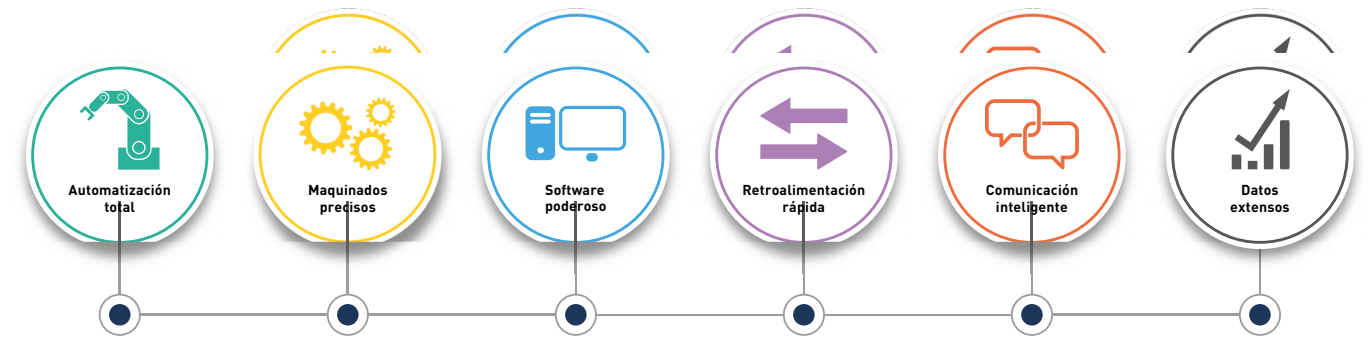 Automatización
total
Maquinados
precisos
Software
poderoso
Retroalimentación
rápida
Comunicación
inteligente
Datos
extensos